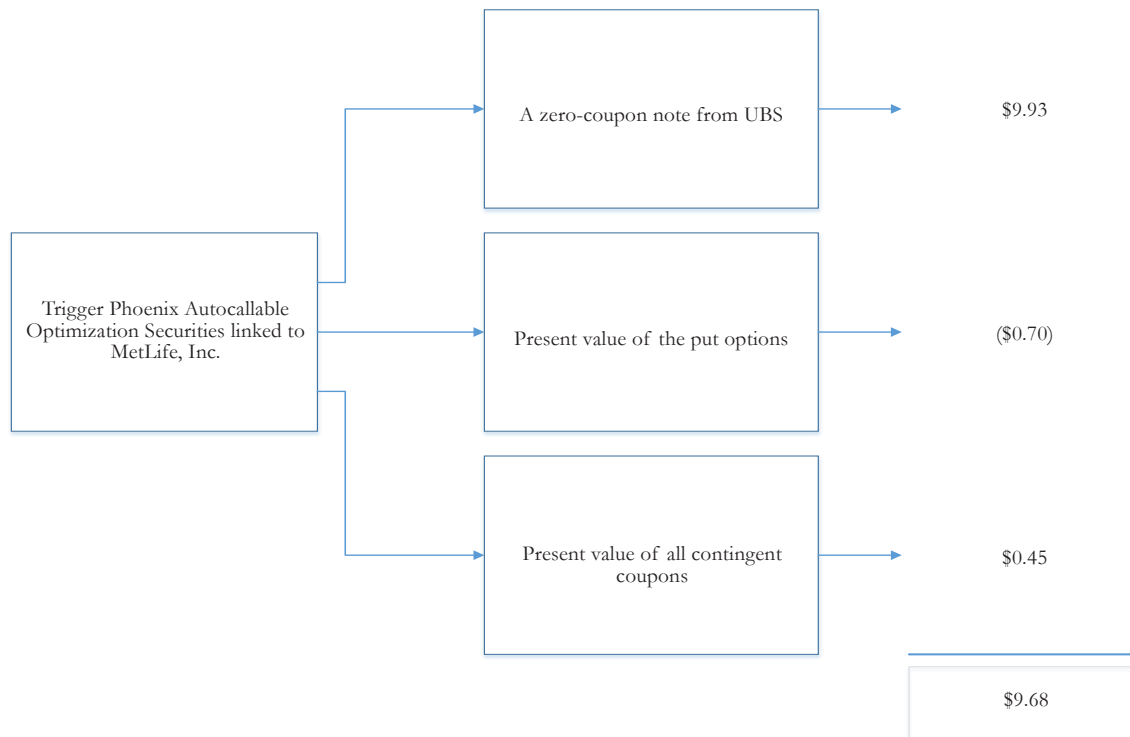 A zero-coupon note from UBS
$9.93
Trigger Phoenix Autocallable
Optimization Securities linked to
MetLife, Inc.
Present value of the put options
($0.70)
Present value of all contingent
coupons
$0.45
$9.68